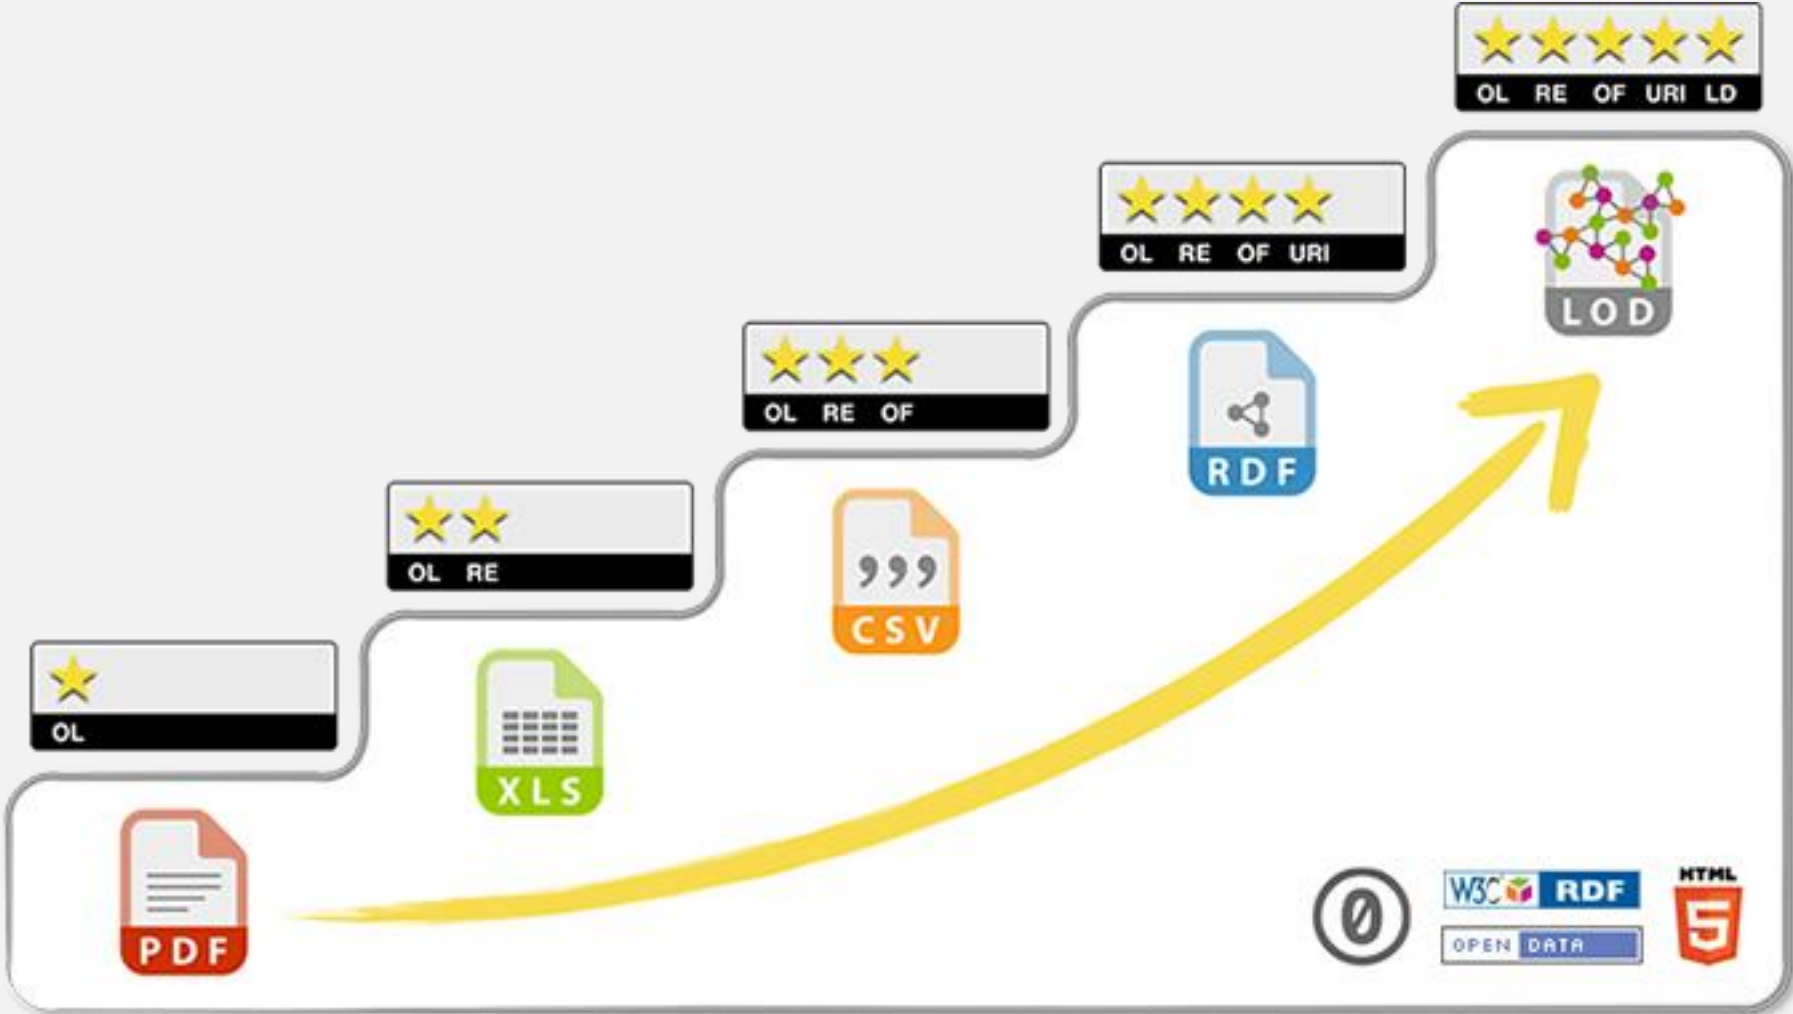 OL RE OF URI LD
LOD
OL RE OF URI
RDF
OL RE OF
CSV
OL RE
XLS
OL
PDF
0
W3C RDF
OPEN DATA
HTML
5